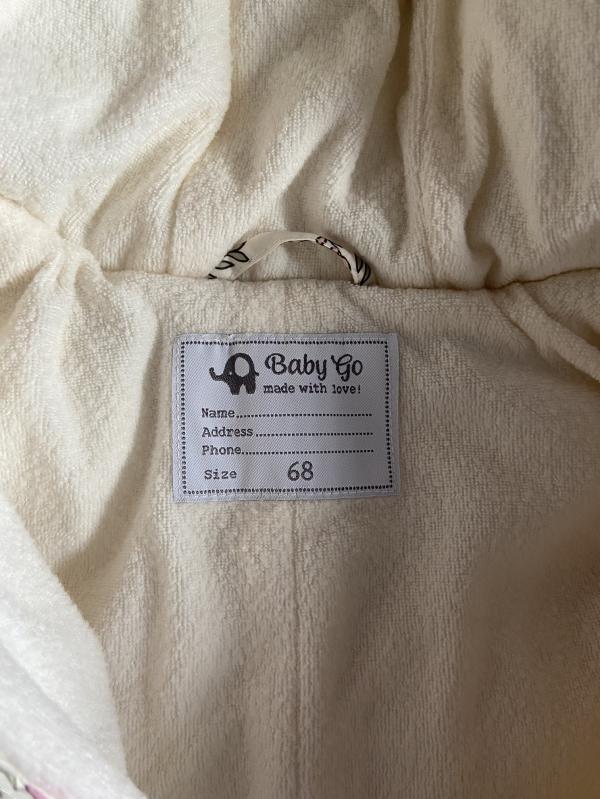 Baby Go
made with love!
Name........................................
Address........................................
Phone........................................
Size 68